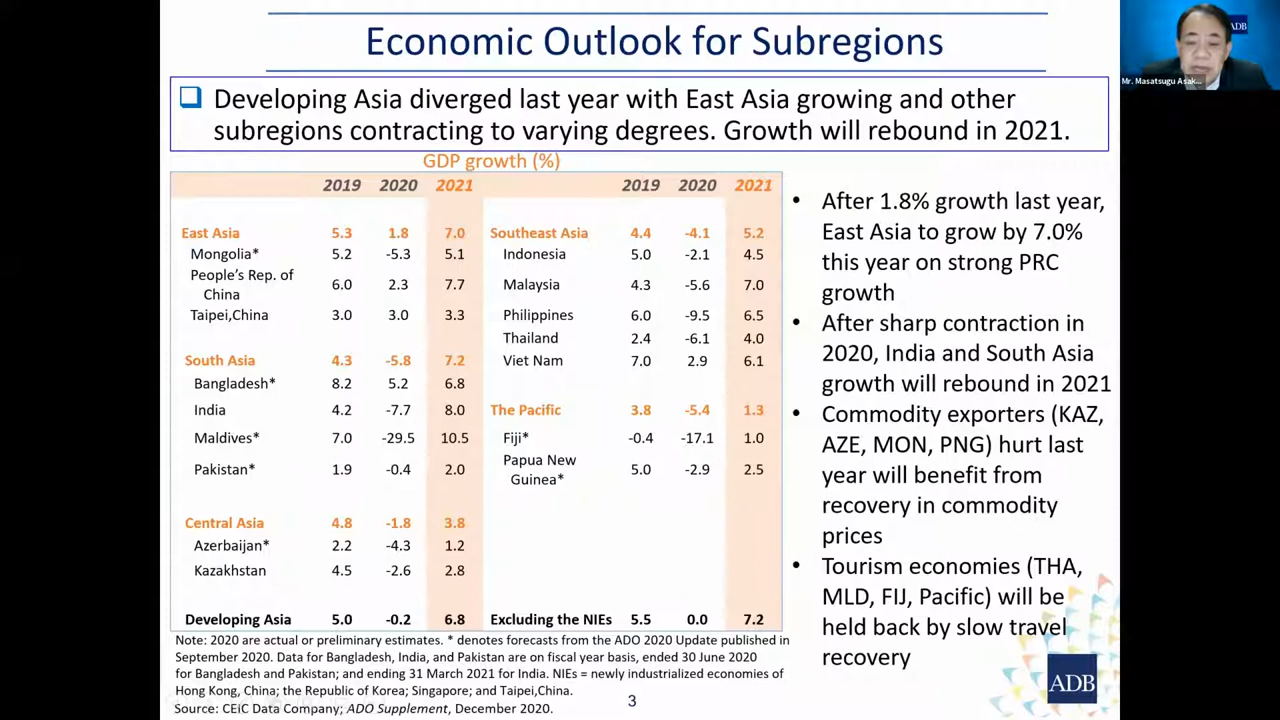 Economic Outlook for Subregions
ADB
Mr. Masatsugu Asak...
Developing Asia diverged last year with East Asia growing and other
subregions contracting to varying degrees. Growth will rebound in 2021.
GDP growth (%)
2019 2020 2021 2019 2020 2021
East Asia 5.3 1.8 7.0 Southeast Asia 4.4 -4.1 5.2
Mongolia* 5.2 -5.3 5.1 Indonesia 5.0 -2.1 4.5
People's Rep. of
China 6.0 2.3 7.7 Malaysia 4.3 -5.6 7.0
Taipei,China 3.0 3.0 3.3 Philippines 6.0 -9.5 6.5
Thailand 2.4 -6.1 4.0
South Asia 4.3 -5.8 7.2 Viet Nam 7.0 2.9 6.1
Bangladesh* 8.2 5.2 6.8
India 4.2 -7.7 8.0 The Pacific 3.8 -5.4 1.3
Maldives* 7.0 -29.5 10.5 Fiji* -0.4 -17.1 1.0
Pakistan* 1.9 -0.4 2.0 Papua New
Guinea* 5.0 -2.9 2.5
Central Asia 4.8 -1.8 3.8
Azerbaijan* 2.2 -4.3 1.2
Kazakhstan 4.5 -2.6 2.8
Developing Asia 5.0 -0.2 6.8 Excluding the NIEs 5.5 0.0 7.2
Note: 2020 are actual or preliminary estimates. * denotes forecasts from the ADO 2020 Update published in
September 2020. Data for Bangladesh, India, and Pakistan are on fiscal year basis, ended 30 June 2020
for Bangladesh and Pakistan; and ending 31 March 2021 for India. NIEs = newly industrialized economies of
Hong Kong, China; the Republic of Korea; Singapore; and Taipei,China.
Source: CEiC Data Company; ADO Supplement, December 2020.
• After 1.8% growth last year,
East Asia to grow by 7.0%
this year on strong PRC
growth
• After sharp contraction in
2020, India and South Asia
growth will rebound in 2021
• Commodity exporters (KAZ,
AZE, MON, PNG) hurt last
year will benefit from
recovery in commodity
prices
• Tourism economies (THA,
MLD, FIJ, Pacific) will be
held back by slow travel
recovery
3
ADB